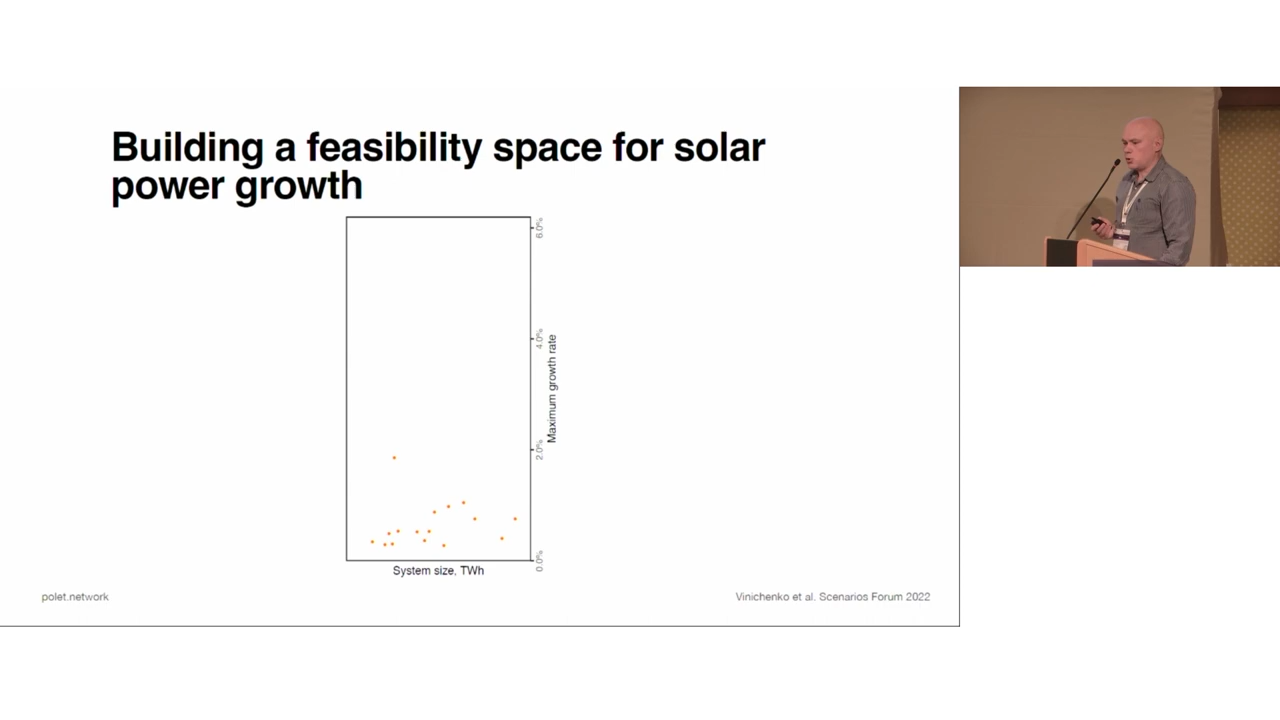 Building a feasibility space for solar
power growth
6.0%
4.0%
Maximum growth rate
2.0%
0.0%
System size, TWh
polet.network
Vinichenko et al. Scenarios Forum 2022